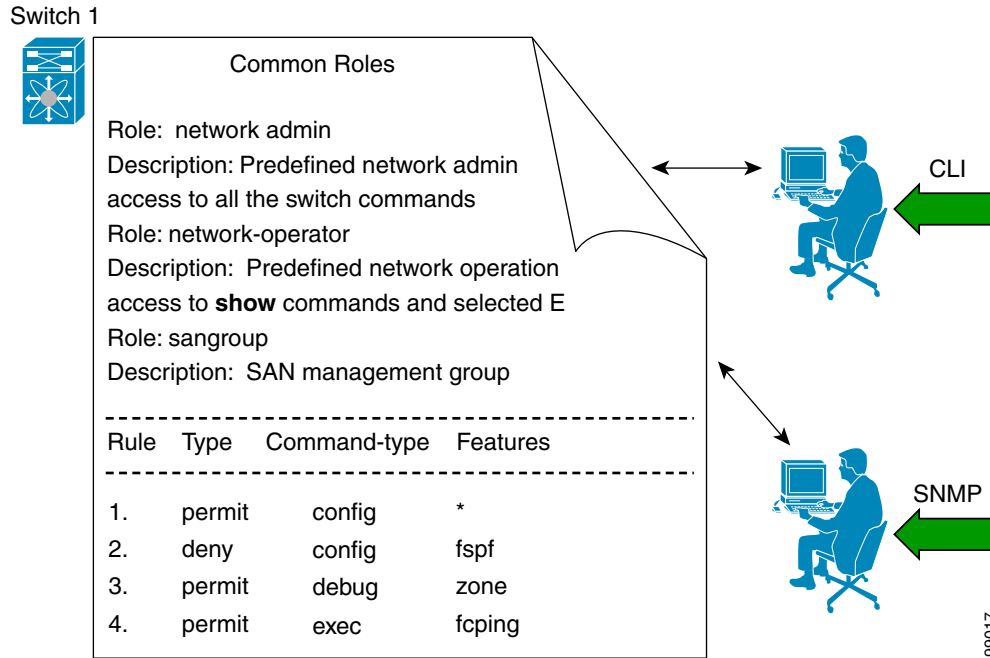 Switch 1
Common Roles
Role: network admin
Description: Predefined network admin
access to all the switch commands
Role: network-operator
Description: Predefined network operation
access to show commands and selected E
Role: sangroup
Description: SAN management group
Rule Type Command-type Features
1. permit config *
2. deny config fspf
3. permit debug zone
4. permit exec fcping
CLI
SNMP